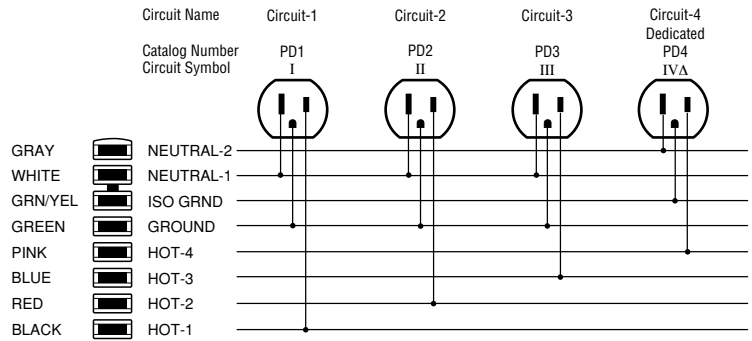 Circuit Name Circuit-1 Circuit-2 Circuit-3 Circuit-4
Dedicated
Catalog Number PD1 PD2 PD3 PD4
Circuit Symbol I II III IVΔ
GRAY NEUTRAL-2
WHITE NEUTRAL-1
GRN/YEL ISO GRND
GREEN GROUND
PINK HOT-4
BLUE HOT-3
RED HOT-2
BLACK HOT-1